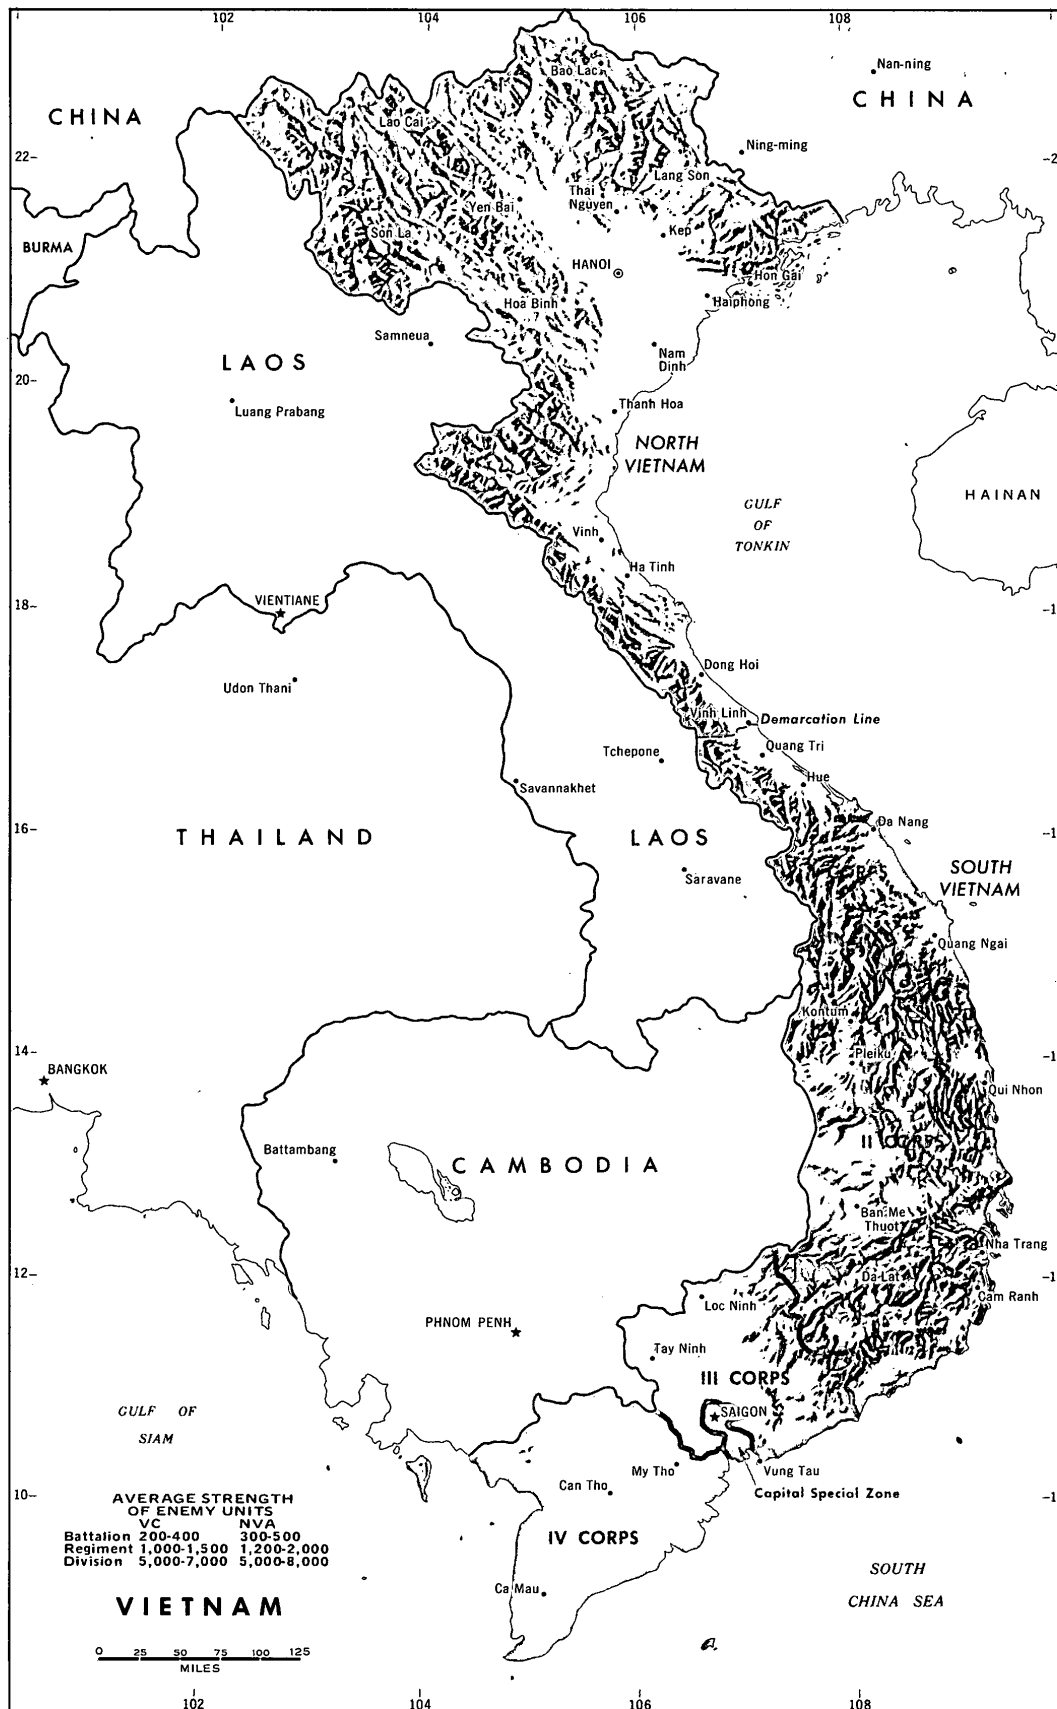 102 104 106 108
Bao Lac
Nan-ning
CHINA
CHINA
Lao Cai
Ning-ming
22
Lang Son
Thai
Nguyen
Yen Bai
Kep
Son La
BURMA
HANOI
Hon Gai
Hoa Binh
Haiphong
Samneua
Nam
Dinh
LAOS
20
Luang Prabang
Thanh Hoa
NORTH
VIETNAM
HAINAN
GULF
OF
TONKIN
Vinh
Ha Tinh
VIENTIANE
18
Dong Hoi
Udon Thani
Vinh Linh
Demarcation Line
Quang Tri
Tchepone
Hue
Savannakhet
Da Nang
16
THAILAND
LAOS
SOUTH
VIETNAM
CORPS
Saravane
Quang Ngai
Kontum
14
Pleiku
BANGKOK
Qui Nhon
II CORPS
Battambang
CAMBODIA
Ban Me
Thuot
Nha Trang
12
Da Lat
Cam Ranh
Loc Ninh
PHNOM PENH
Tay Ninh
III CORPS
SAIGON
GULF OF
SIAM
My Tho
Vung Tau
Can Tho
Capital Special Zone
10
AVERAGE STRENGTH
OF ENEMY UNITS
VC NVA
Battalion 200-400 300-500
Regiment 1,000-1,500 1,200-2,000
Division 5,000-7,000 5,000-8,000
IV CORPS
SOUTH
CHINA SEA
Ca Mau
VIETNAM
0 25 50 75 100 125
MILES
102 104 106 108